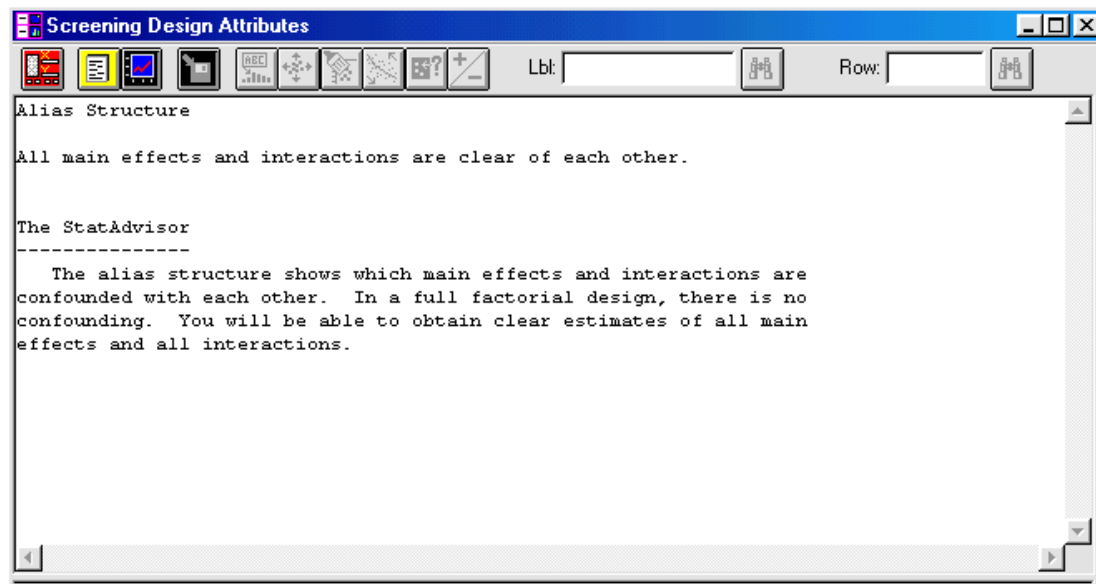 Screening Design Attributes
ABC
?
+
-
Lbl:
Row:
Alias Structure
All main effects and interactions are clear of each other.
The StatAdvisor
---------------
The alias structure shows which main effects and interactions are
confounded with each other. In a full factorial design, there is no
confounding. You will be able to obtain clear estimates of all main
effects and all interactions.